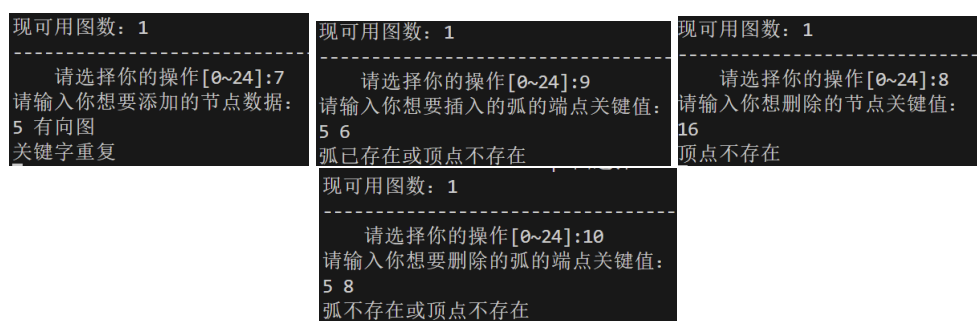 现可用图数：1
------------------------------
请选择你的操作[0~24]:7
请输入你想要添加的节点数据：
5 有向图
关键字重复
现可用图数：1
------------------------------------
请选择你的操作[0~24]:9
请输入你想要插入的弧的端点关键值：
5 6
弧已存在或顶点不存在
现可用图数：1
------------------------------
请选择你的操作[0~24]:8
请输入你想删除的节点关键值：
16
顶点不存在
现可用图数：1
------------------------------------
请选择你的操作[0~24]:10
请输入你想要删除的弧的端点关键值：
5 8
弧不存在或顶点不存在